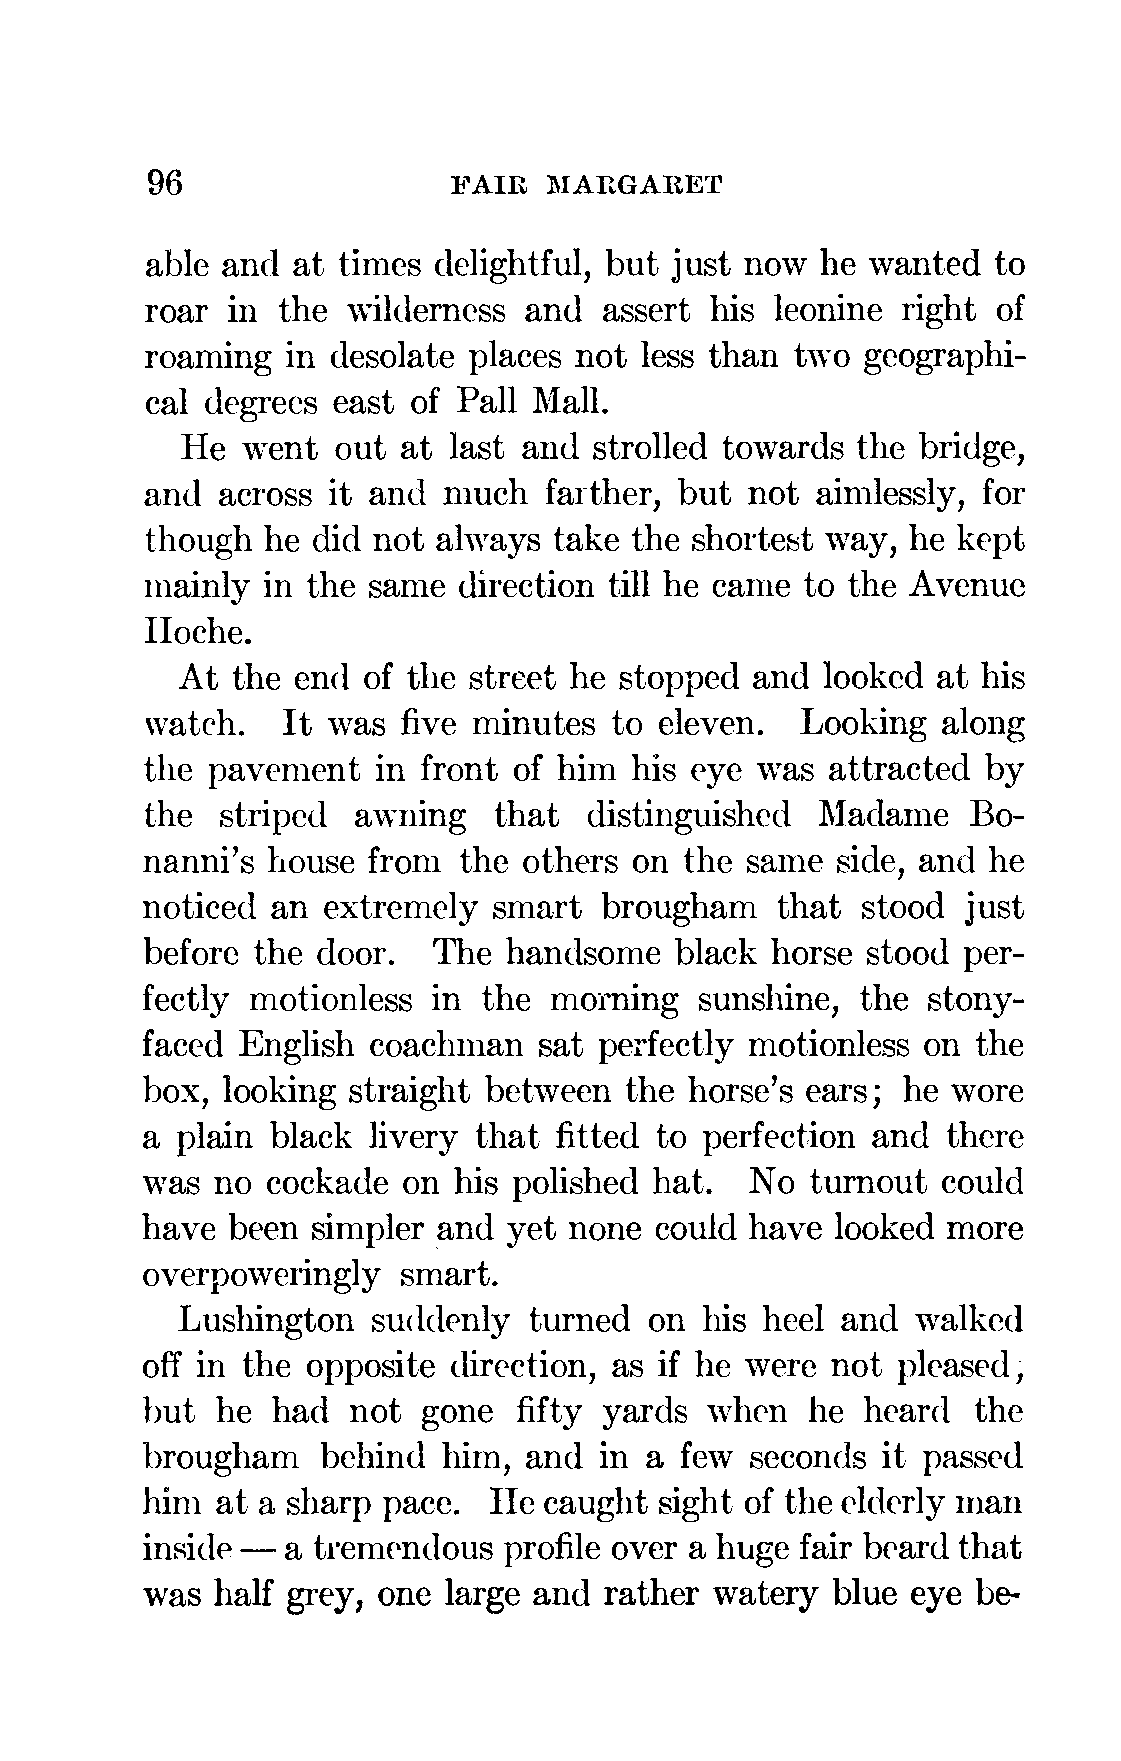 96 FAIR MARGARET
able and at times delightful, but just now he wanted to
roar in the wilderness and assert his leonine right of
roaming in desolate places not less than two geographi-
cal degrees east of Pall Mall.
He went out at last and strolled towards the bridge,
and across it and much farther, but not aimlessly, for
though he did not always take the shortest way, he kept
mainly in the same direction till he came to the Avenue
Hoche.
At the end of the street he stopped and looked at his
watch. It was five minutes to eleven. Looking along
the pavement in front of him his eye was attracted by
the striped awning that distinguished Madame Bo-
nanni's house from the others on the same side, and he
noticed an extremely smart brougham that stood just
before the door. The handsome black horse stood per-
fectly motionless in the morning sunshine, the stony-
faced English coachman sat perfectly motionless on the
box, looking straight between the horse's ears; he wore
a plain black livery that fitted to perfection and there
was no cockade on his polished hat. No turnout could
have been simpler and yet none could have looked more
overpoweringly smart.
Lushington suddenly turned on his heel and walked
off in the opposite direction, as if he were not pleased;
but he had not gone fifty yards when he heard the
brougham behind him, and in a few seconds it passed
him at a sharp pace. He caught sight of the elderly man
inside — a tremendous profile over a huge fair beard that
was half grey, one large and rather watery blue eye be-